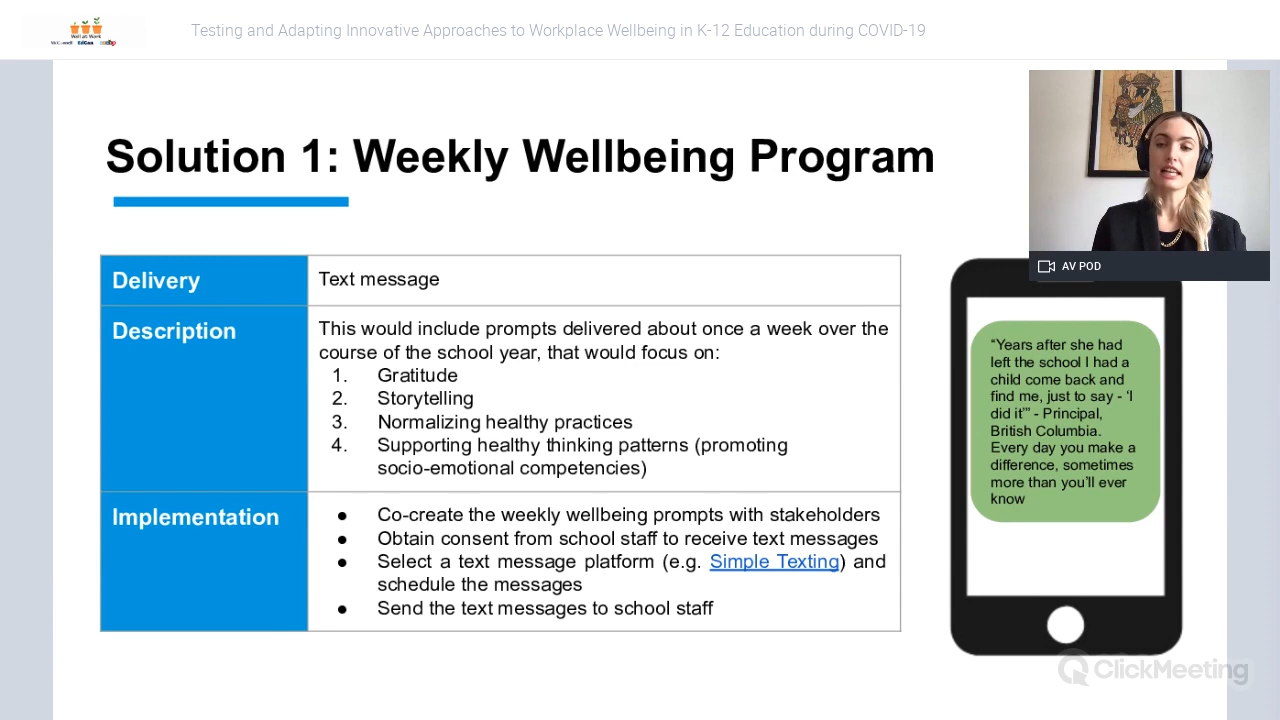 Well at Work
McConnell EdCan
Testing and Adapting Innovative Approaches to Workplace Wellbeing in K-12 Education during COVID-19
Solution 1: Weekly Wellbeing Program
AV POD
Delivery
Text message
Description
This would include prompts delivered about once a week over the
course of the school year, that would focus on:
1. Gratitude
2. Storytelling
3. Normalizing healthy practices
4. Supporting healthy thinking patterns (promoting
socio-emotional competencies)
Implementation
● Co-create the weekly wellbeing prompts with stakeholders
● Obtain consent from school staff to receive text messages
● Select a text message platform (e.g. Simple Texting) and
schedule the messages
● Send the text messages to school staff
“Years after she had
left the school I had a
child come back and
find me, just to say - ‘I
did it’” - Principal,
British Columbia.
Every day you make a
difference, sometimes
more than you’ll ever
know
ClickMeeting